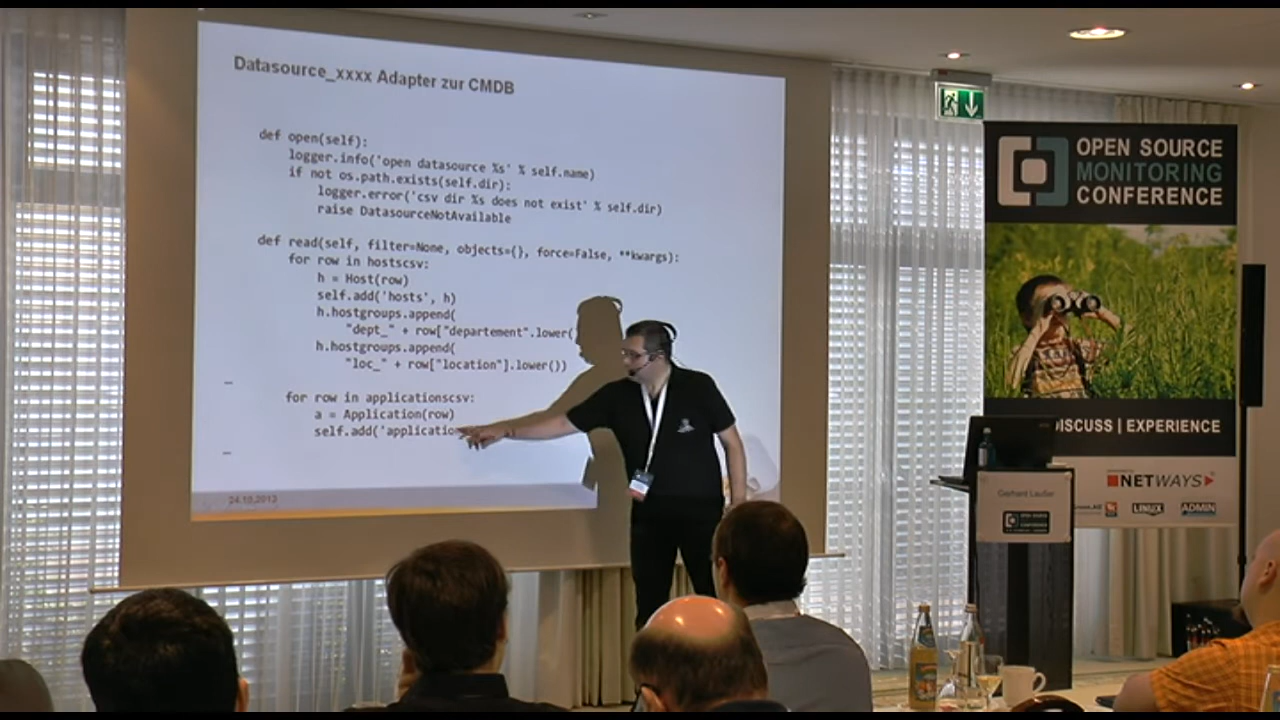 Datasource_xxxx Adapter zur CMDB
def open(self):
logger.info('open datasource %s' % self.name)
if not os.path.exists(self.dir):
logger.error('csv dir %s does not exist' % self.dir)
raise DatasourceNotAvailable
def read(self, filter=None, objects={}, force=False, **kwargs):
for row in hostscsv:
h = Host(row)
self.add('hosts', h)
h.hostgroups.append(
"dept_" + row["departement".lower(
h.hostgroups.append(
"loc_" + row["location"].lower())
for row in applicationscsv:
a = Application(row)
self.add('applicatio
24.10.2013
OPEN SOURCE
MONITORING
CONFERENCE
DISCUSS | EXPERIENCE
NETWAYS
LINUX
ADMIN
Gerhard Laußer
OPEN SOURCE
MONITORING
CONFERENCE